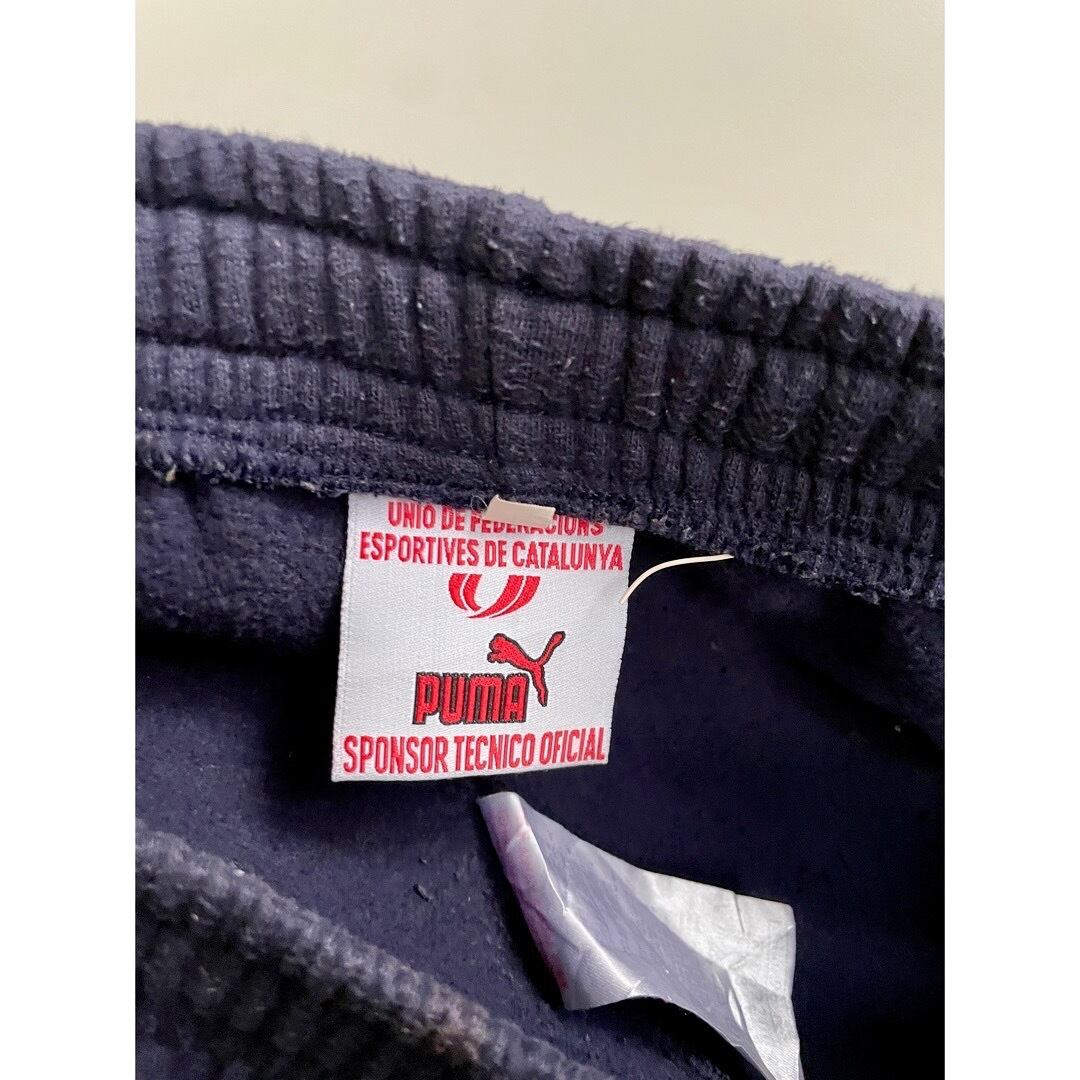 UNIO DE FEDERACIONS
ESPORTIVES DE CATALUNYA
PUMA
SPONSOR TECNICO OFICIAL